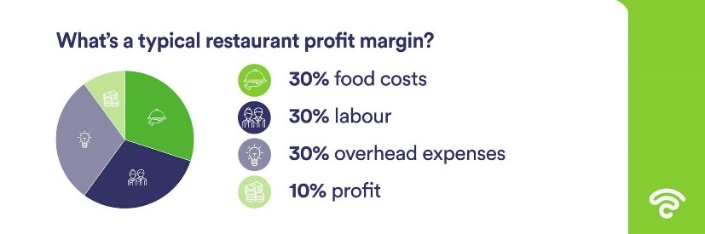 What's a typical restaurant profit margin?
30% food costs
30% labour
30% overhead expenses
10% profit